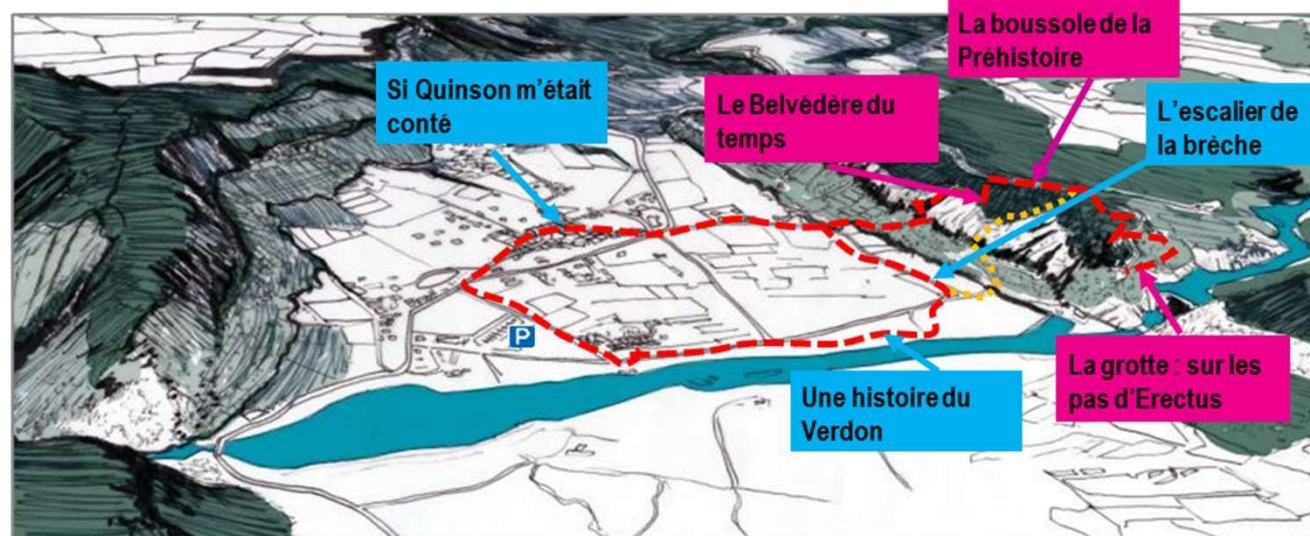 La boussole de la
Préhistoire
Si Quinson m'était
conté
Le Belvédère du
temps
L'escalier de
la brèche
P
La grotte : sur les
pas d'Erectus
Une histoire du
Verdon